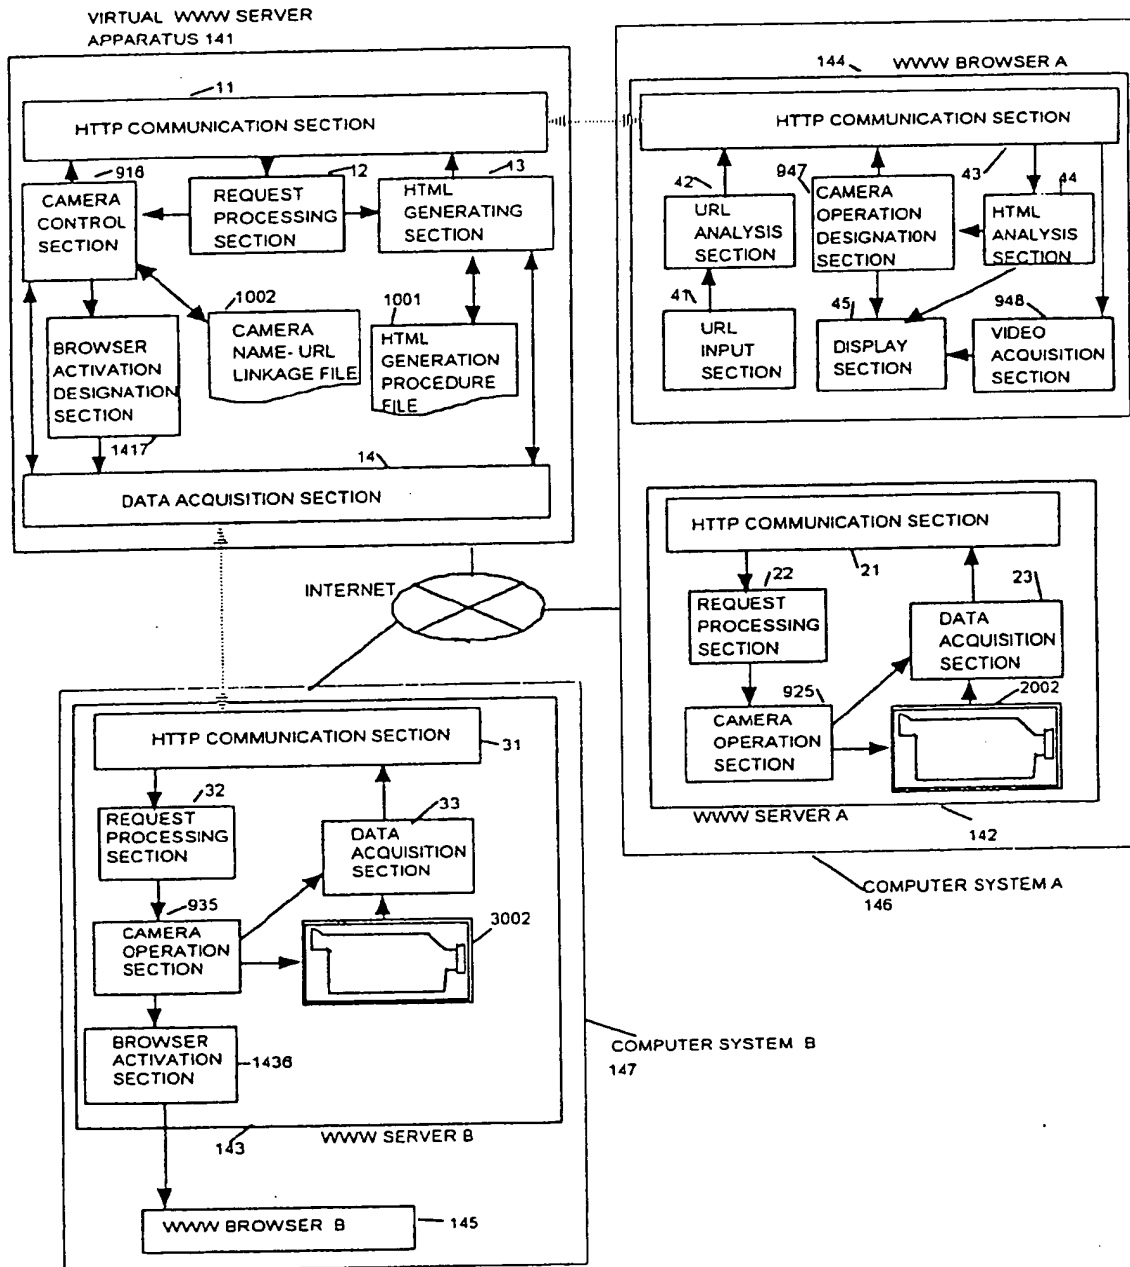 VIRTUAL WWW SERVER
APPARATUS 141
11
HTTP COMMUNICATION SECTION
916
CAMERA
CONTROL
SECTION
12
REQUEST
PROCESSING
SECTION
13
HTML
GENERATING
SECTION
1002
CAMERA
NAME- URL
LINKAGE FILE
1001
HTML
GENERATION
PROCEDURE
FILE
BROWSER
ACTIVATION
DESIGNATION
SECTION
1417
14
DATA ACQUISITION SECTION
144
WWW BROWSER A
HTTP COMMUNICATION SECTION
43
42
URL
ANALYSIS
SECTION
947
CAMERA
OPERATION
DESIGNATION
SECTION
44
HTML
ANALYSIS
SECTION
41
URL
INPUT
SECTION
45
DISPLAY
SECTION
948
VIDEO
ACQUISITION
SECTION
INTERNET
HTTP COMMUNICATION SECTION
21
22
REQUEST
PROCESSING
SECTION
23
DATA
ACQUISITION
SECTION
925
CAMERA
OPERATION
SECTION
2002
WWW SERVER A
142
COMPUTER SYSTEM A
146
HTTP COMMUNICATION SECTION
31
32
REQUEST
PROCESSING
SECTION
33
DATA
ACQUISITION
SECTION
935
CAMERA
OPERATION
SECTION
3002
BROWSER
ACTIVATION
SECTION
1436
COMPUTER SYSTEM B
147
143
WWW SERVER B
WWW BROWSER B
145